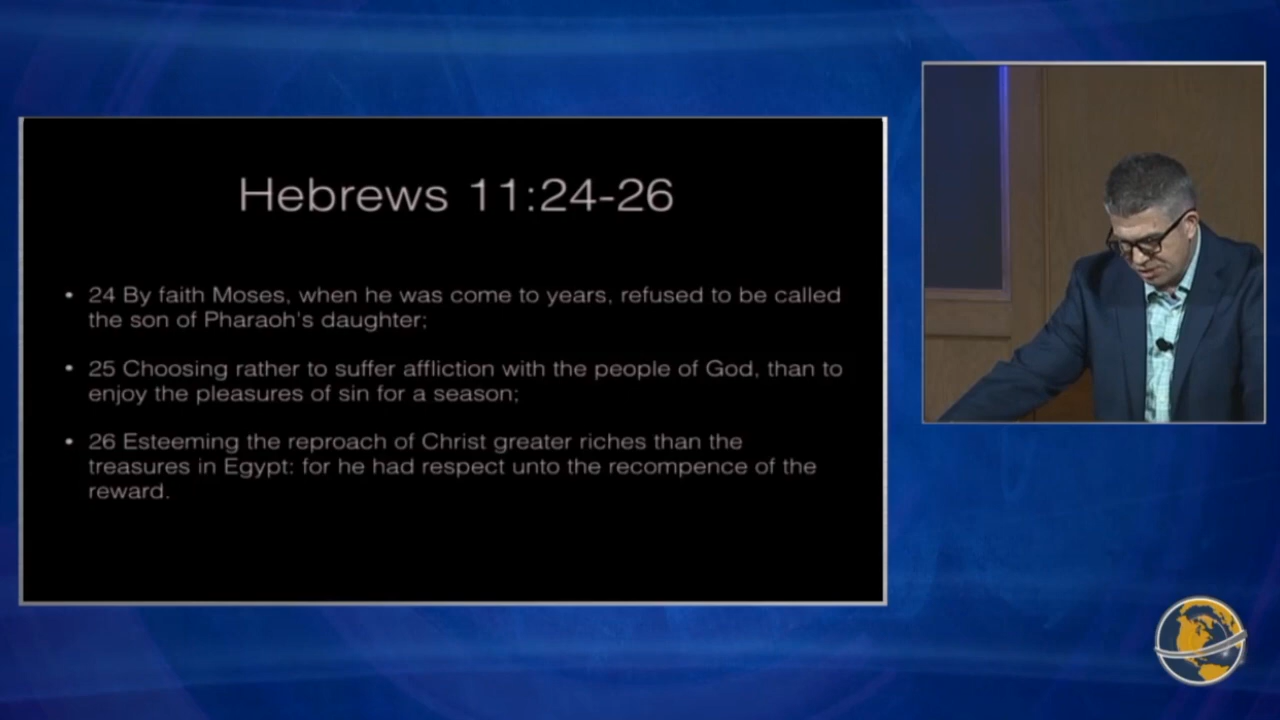 Hebrews 11:24-26
• 24 By faith Moses, when he was come to years, refused to be called
the son of Pharaoh's daughter;
• 25 Choosing rather to suffer affliction with the people of God, than to
enjoy the pleasures of sin for a season;
• 26 Esteeming the reproach of Christ greater riches than the
treasures in Egypt: for he had respect unto the recompence of the
reward.